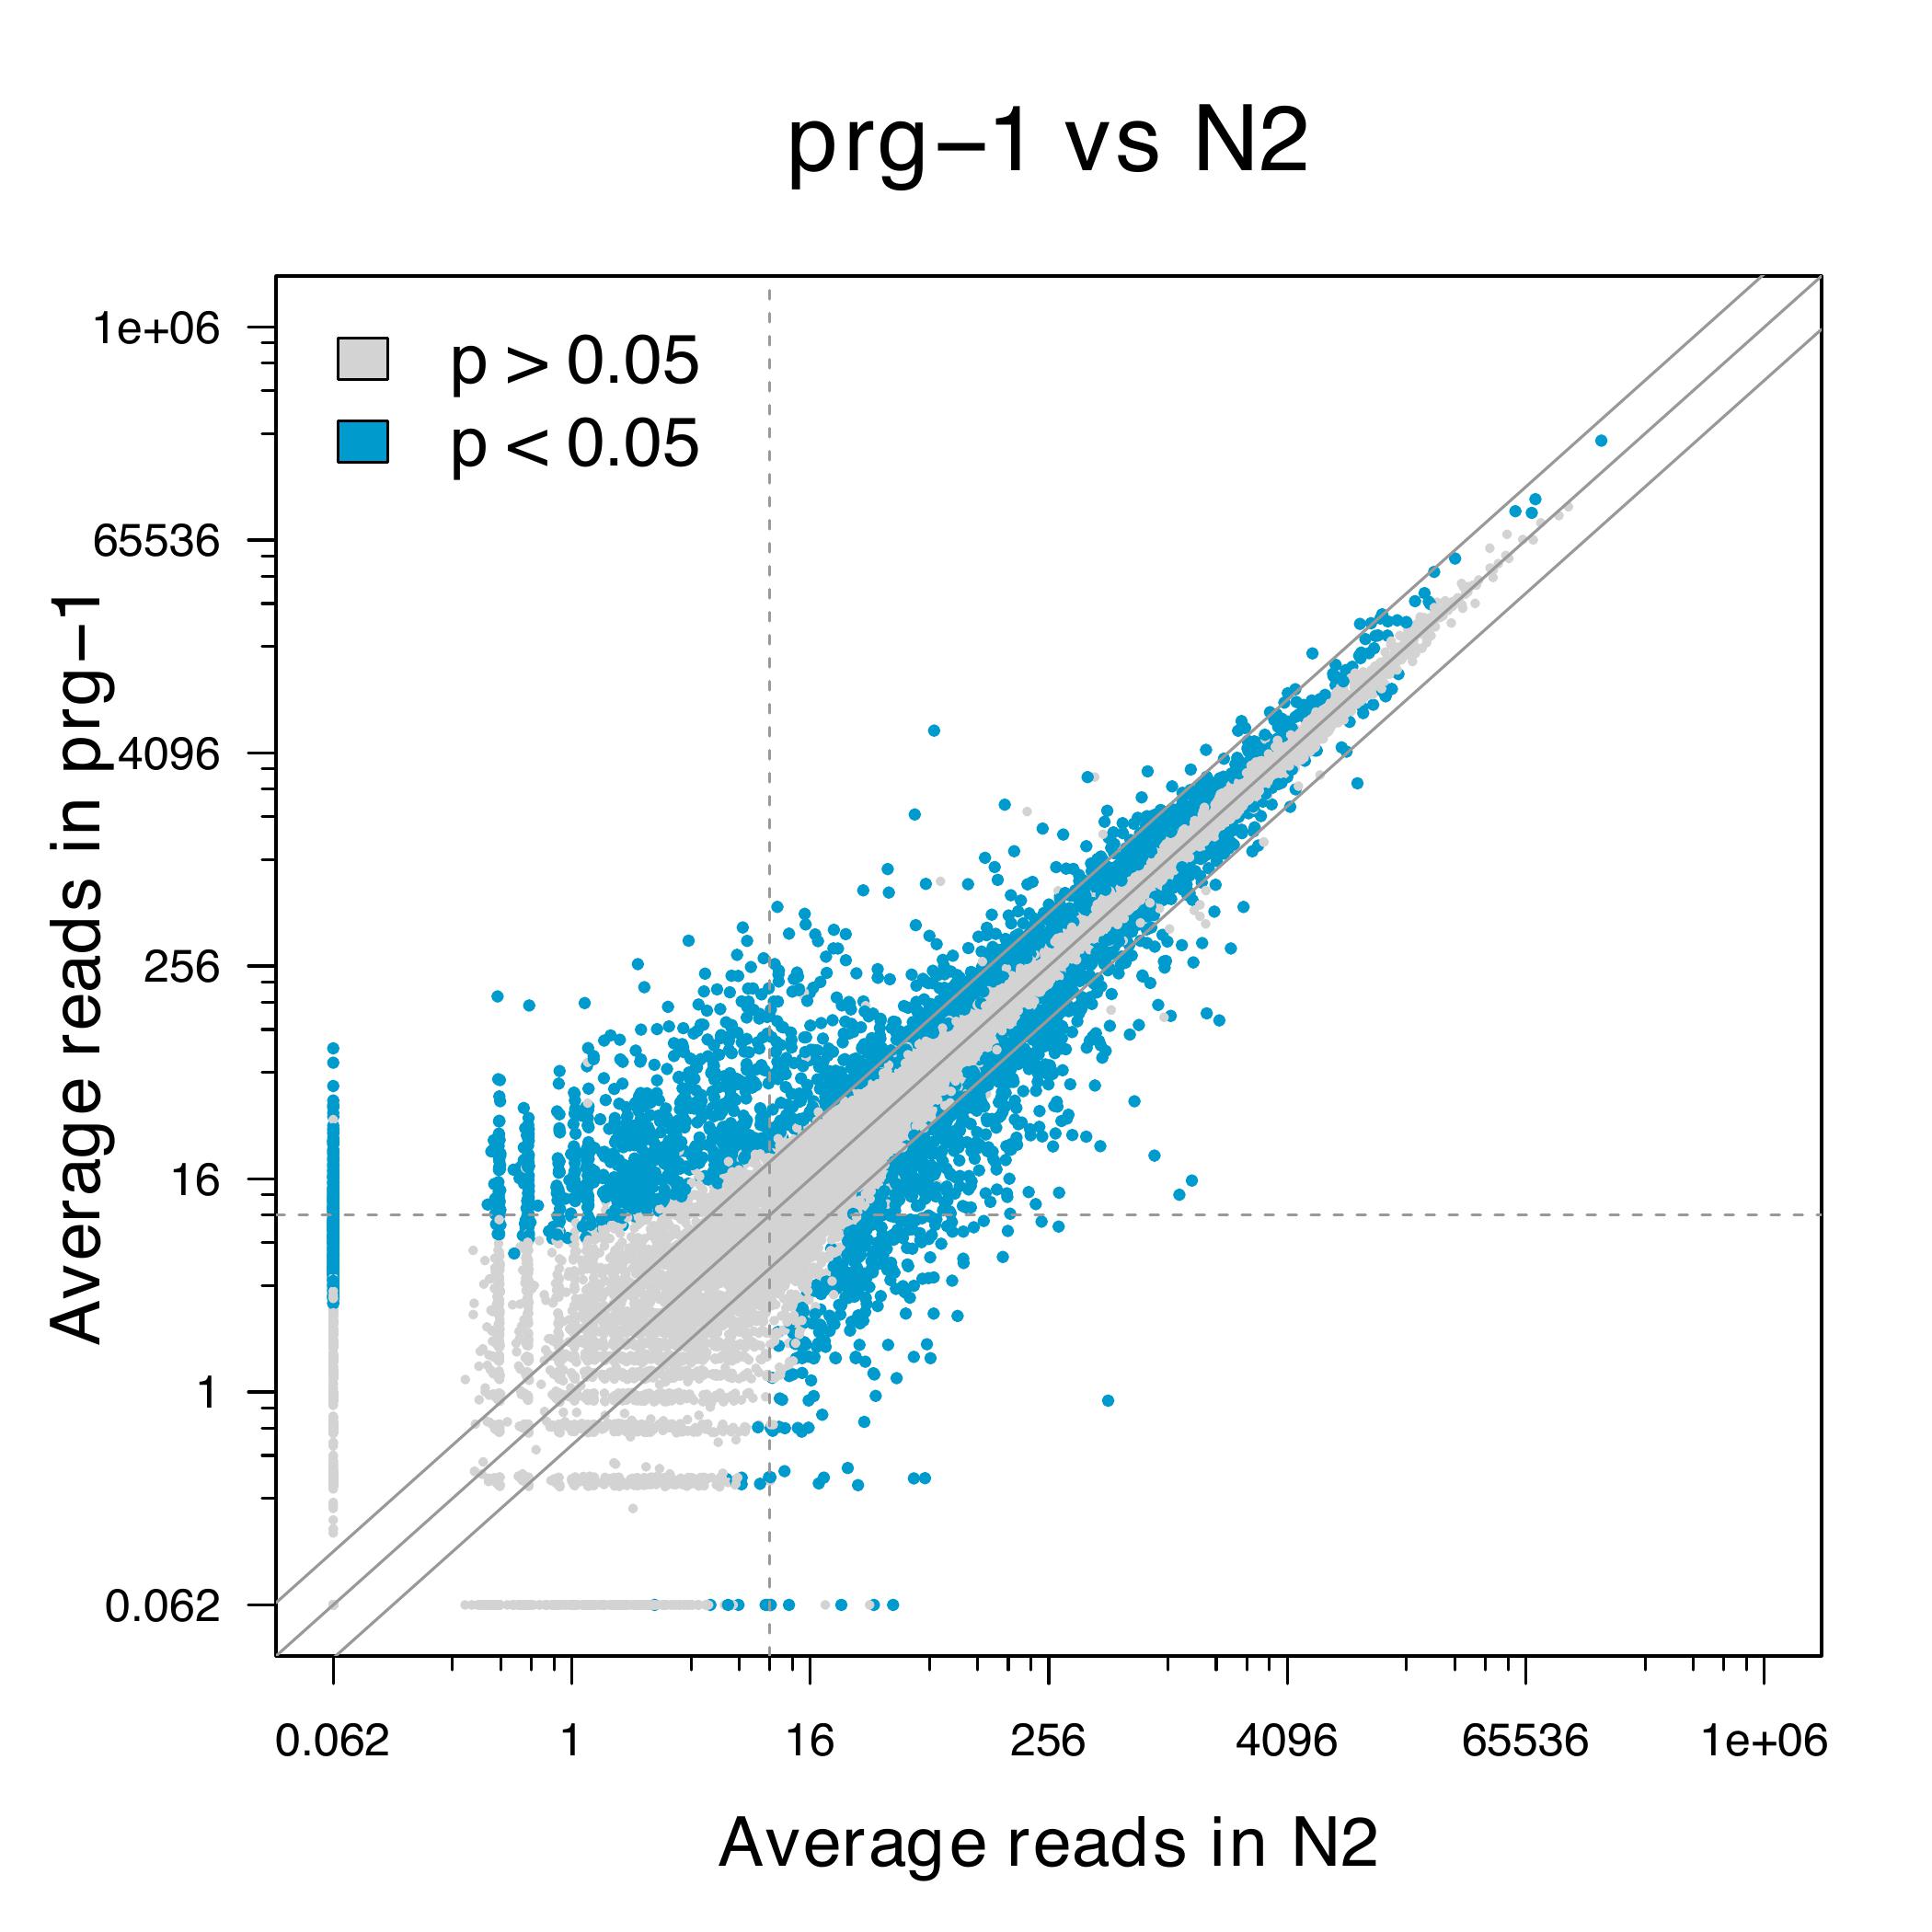 prg−1 vs N2
p > 0.05
p < 0.05
Average reads in prg−1
1e+06
65536
4096
256
16
1
0.062
0.062 1 16 256 4096 65536 1e+06
Average reads in N2